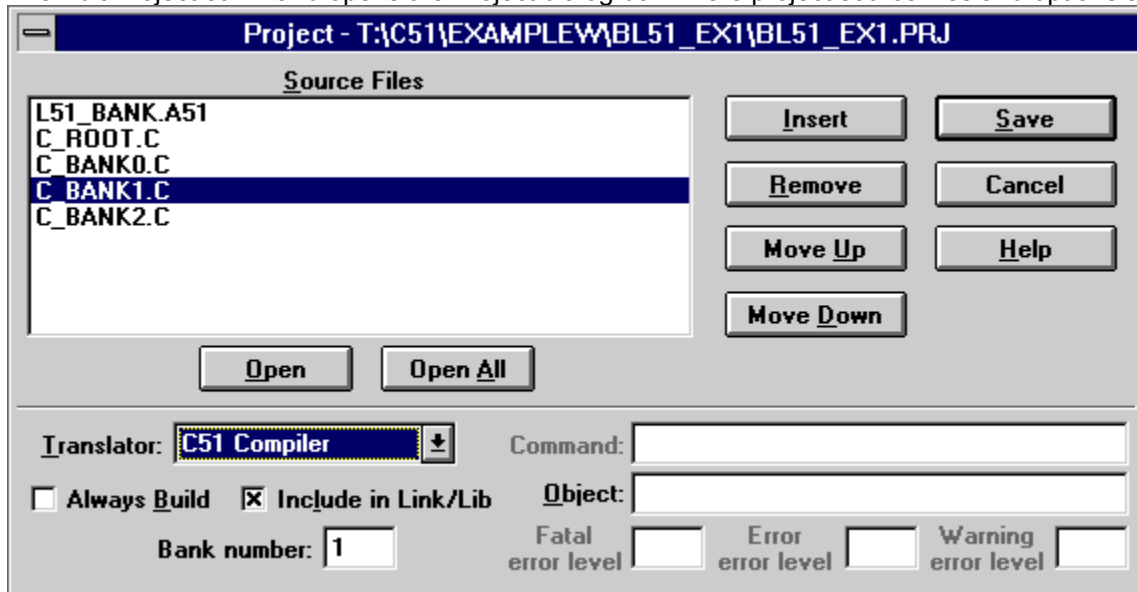 Project - T:\C51\EXAMPLEW\BL51_EX1\BL51_EX1.PRJ
Source Files
L51_BANK.A51
C_ROOT.C
C_BANK0.C
C_BANK1.C
C_BANK2.C
Insert
Save
Remove
Cancel
Move Up
Help
Move Down
Open
Open All
Translator: C51 Compiler
Command:
Always Build
Include in Link/Lib
Object:
Bank number: 1
Fatal error level
Error error level
Warning error level